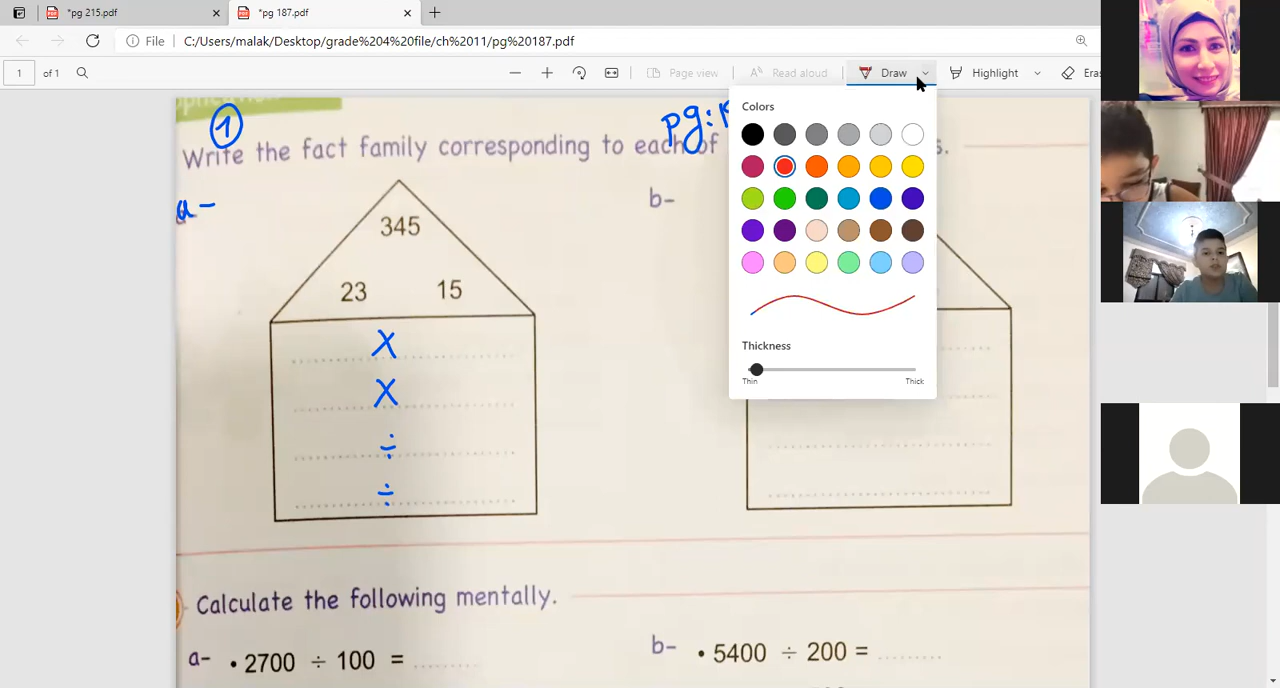 *pg 215.pdf
*pg 187.pdf
File C:/Users/malak/Desktop/grade%204%20file/ch%2011/pg%20187.pdf
1 of 1 Page view Read aloud Draw Highlight
Colors
Thickness
Thin Thick
1
pg:
Write the fact family corresponding to each of
a-
b-
345
23 15
X
X
÷
÷
Calculate the following mentally.
a- • 2700 ÷ 100 = ............
b- • 5400 ÷ 200 = ............